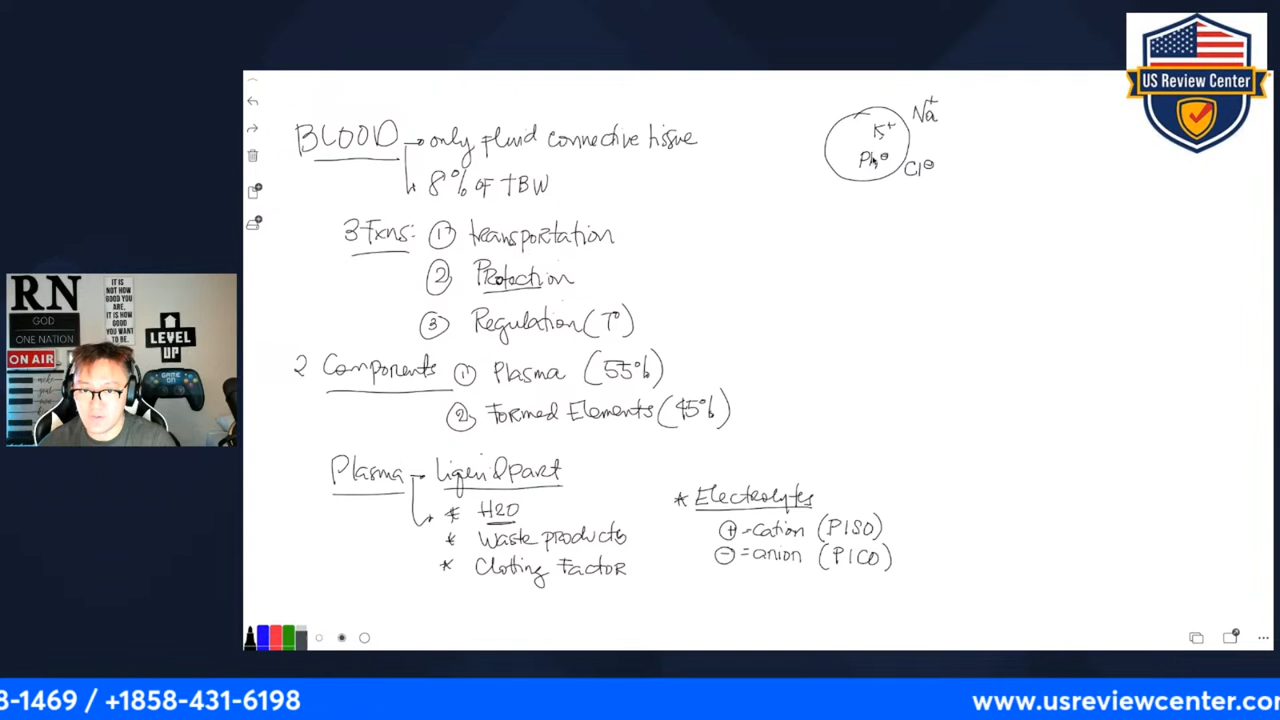 US Review Center
BLOOD → only fluid connective tissue
8% OF TBW
3 Fxns: ① transportation
② Protection
③ Regulation (T°)
2 Components ① Plasma (55%)
② Formed Elements (45%)
Plasma → liquid part
* H2O
* Waste products
* Clotting Factor
* Electrolytes
⊕ = cation (PISO)
⊖ = anion (PICO)
Na+
K+
Cl⊖
RN
GOD
ONE NATION
ON AIR
IT IS
NOT HOW
GOOD YOU
ARE,
IT IS HOW
GOOD
YOU WANT
TO BE.
LEVEL
UP
GAME
ON
8-1469 / +1858-431-6198
www.usreviewcenter.co